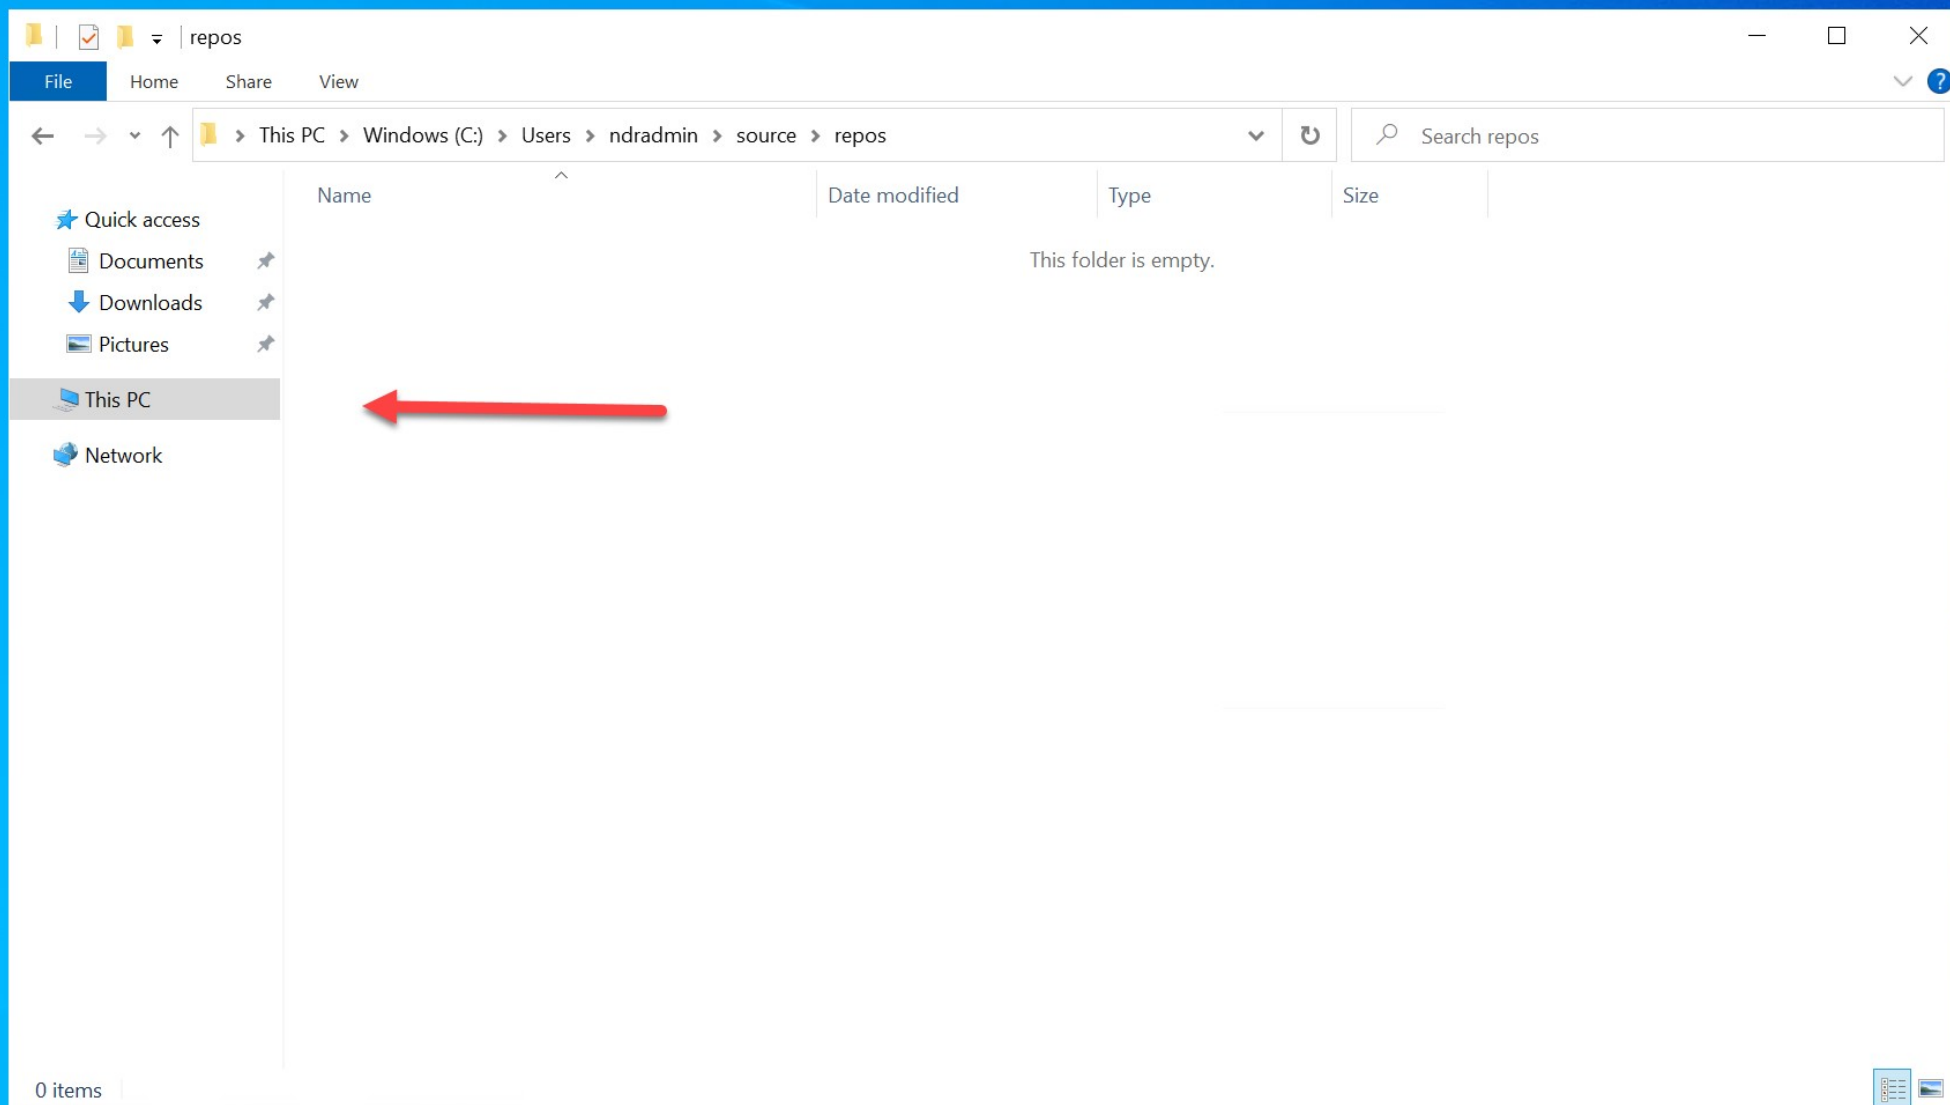 repos
File Home Share View
This PC > Windows (C:) > Users > ndradmin > source > repos
Search repos
Name Date modified Type Size
This folder is empty.
Quick access
Documents
Downloads
Pictures
This PC
Network
0 items
?